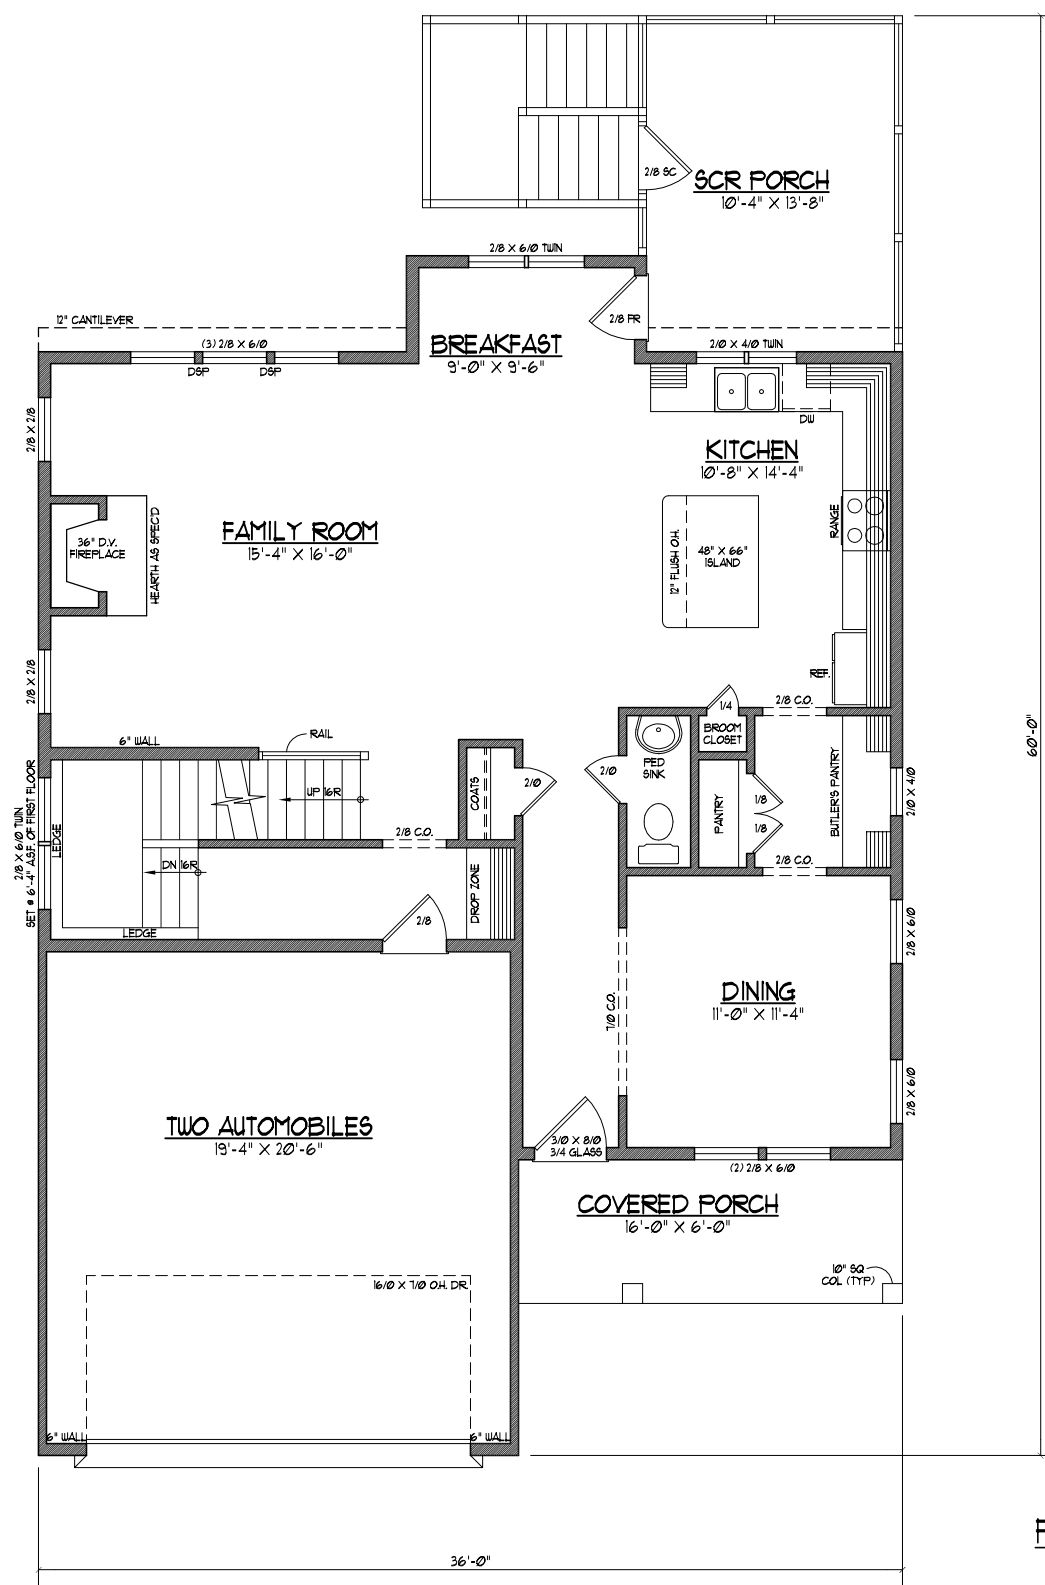 2/8 SC
SCR PORCH
10'-4" X 13'-8"
2/8 X 6/0 TWIN
12" CANTILEVER
2/8 FR
(3) 2/8 X 6/0
BREAKFAST
9'-0" X 9'-6"
2/0 X 4/0 TWIN
DSP
DSP
2/8 X 2/8
DW
KITCHEN
10'-8" X 14'-4"
FAMILY ROOM
15'-4" X 16'-0"
36" D.V.
FIREPLACE
HEARTH AS SPEC'D
RANGE
12" FLUSH O.H.
48" X 66"
ISLAND
2/8 X 2/8
REF.
2/8 C.O.
1/4
60'-0"
6" WALL
RAIL
BROOM
CLOSET
PED
SINK
2/0
2/0
COATS
UP 16R
PANTRY
1/8
1/8
BUTLER'S PANTRY
2/0 X 4/0
2/8 X 6/0 TWIN
SET @ 6'-4" A.S.F. OF FIRST FLOOR
LEDGE
2/8 C.O.
2/8 C.O.
DN 16R
DROP ZONE
2/8
LEDGE
2/8 X 6/0
DINING
11'-0" X 11'-4"
7/0 C.O.
2/8 X 6/0
TWO AUTOMOBILES
19'-4" X 20'-6"
3/0 X 8/0
3/4 GLASS
(2) 2/8 X 6/0
COVERED PORCH
16'-0" X 6'-0"
10" SQ
COL (TYP)
16/0 X 7/0 O.H. DR.
6" WALL
6" WALL
36'-0"